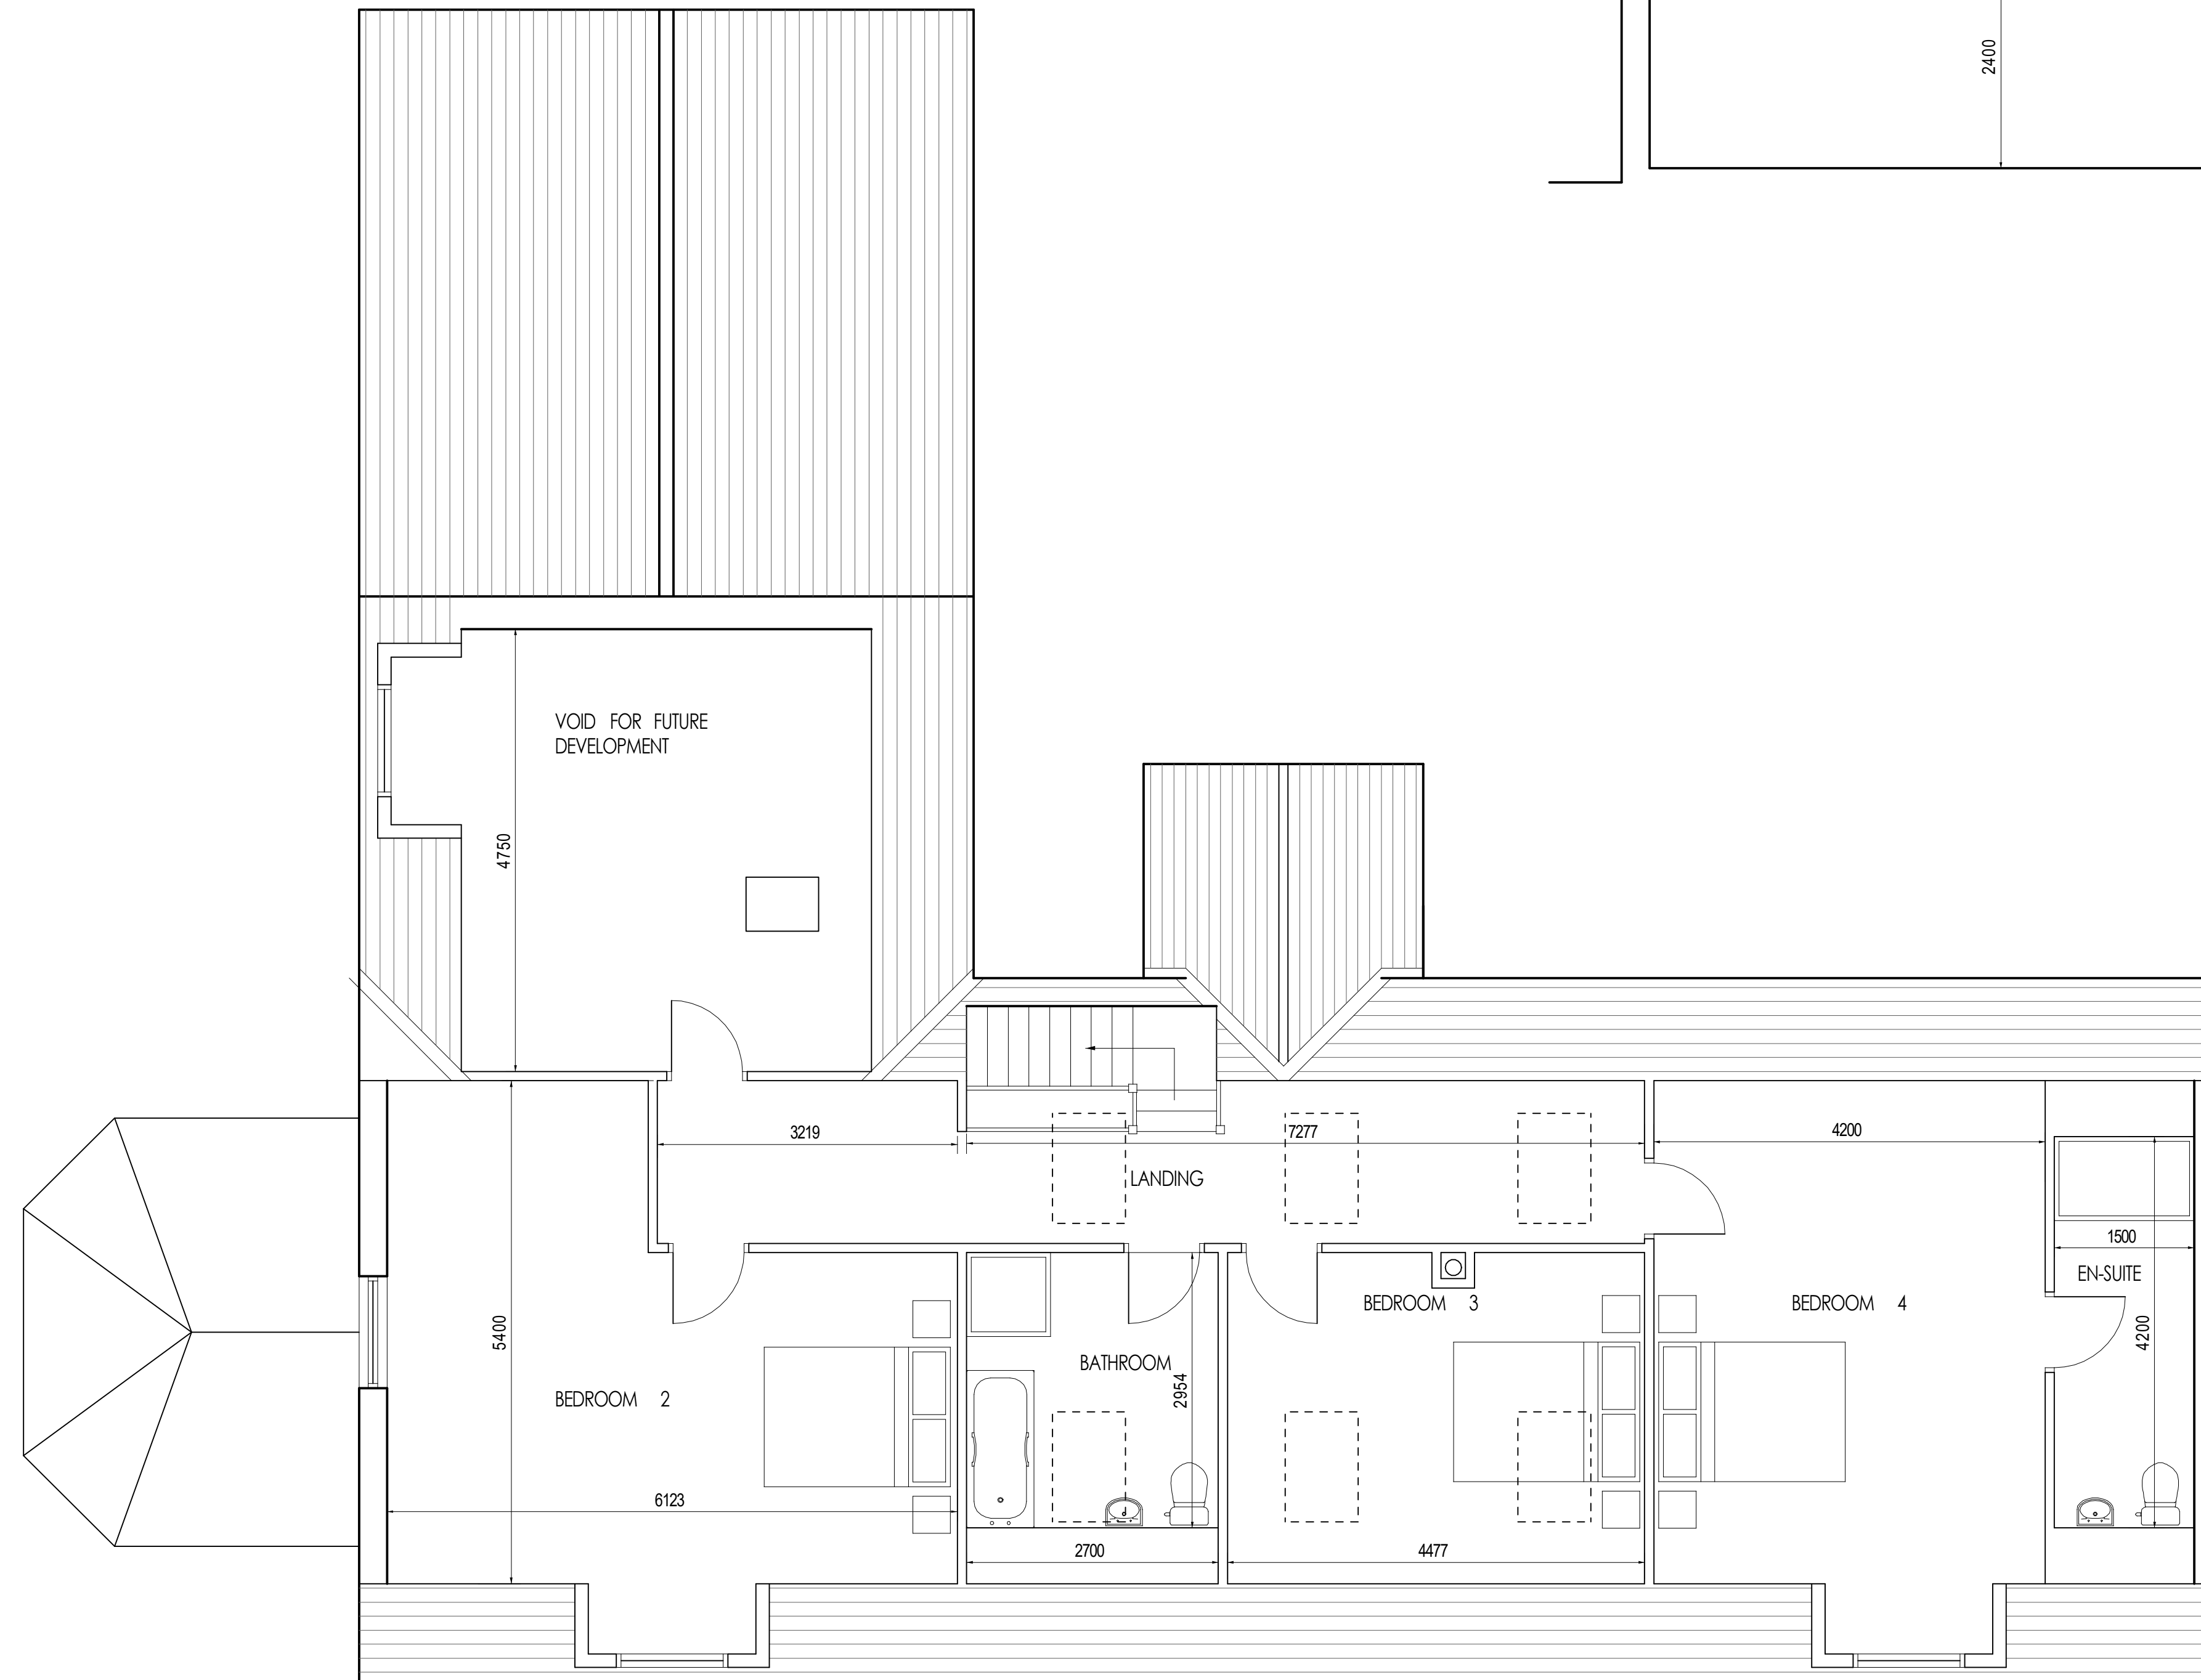 2400
VOID FOR FUTURE
DEVELOPMENT
4750
3219
7277
4200
LANDING
1500
EN-SUITE
BEDROOM 3
BEDROOM 4
5400
4200
BATHROOM
2954
BEDROOM 2
6123
2700
4477